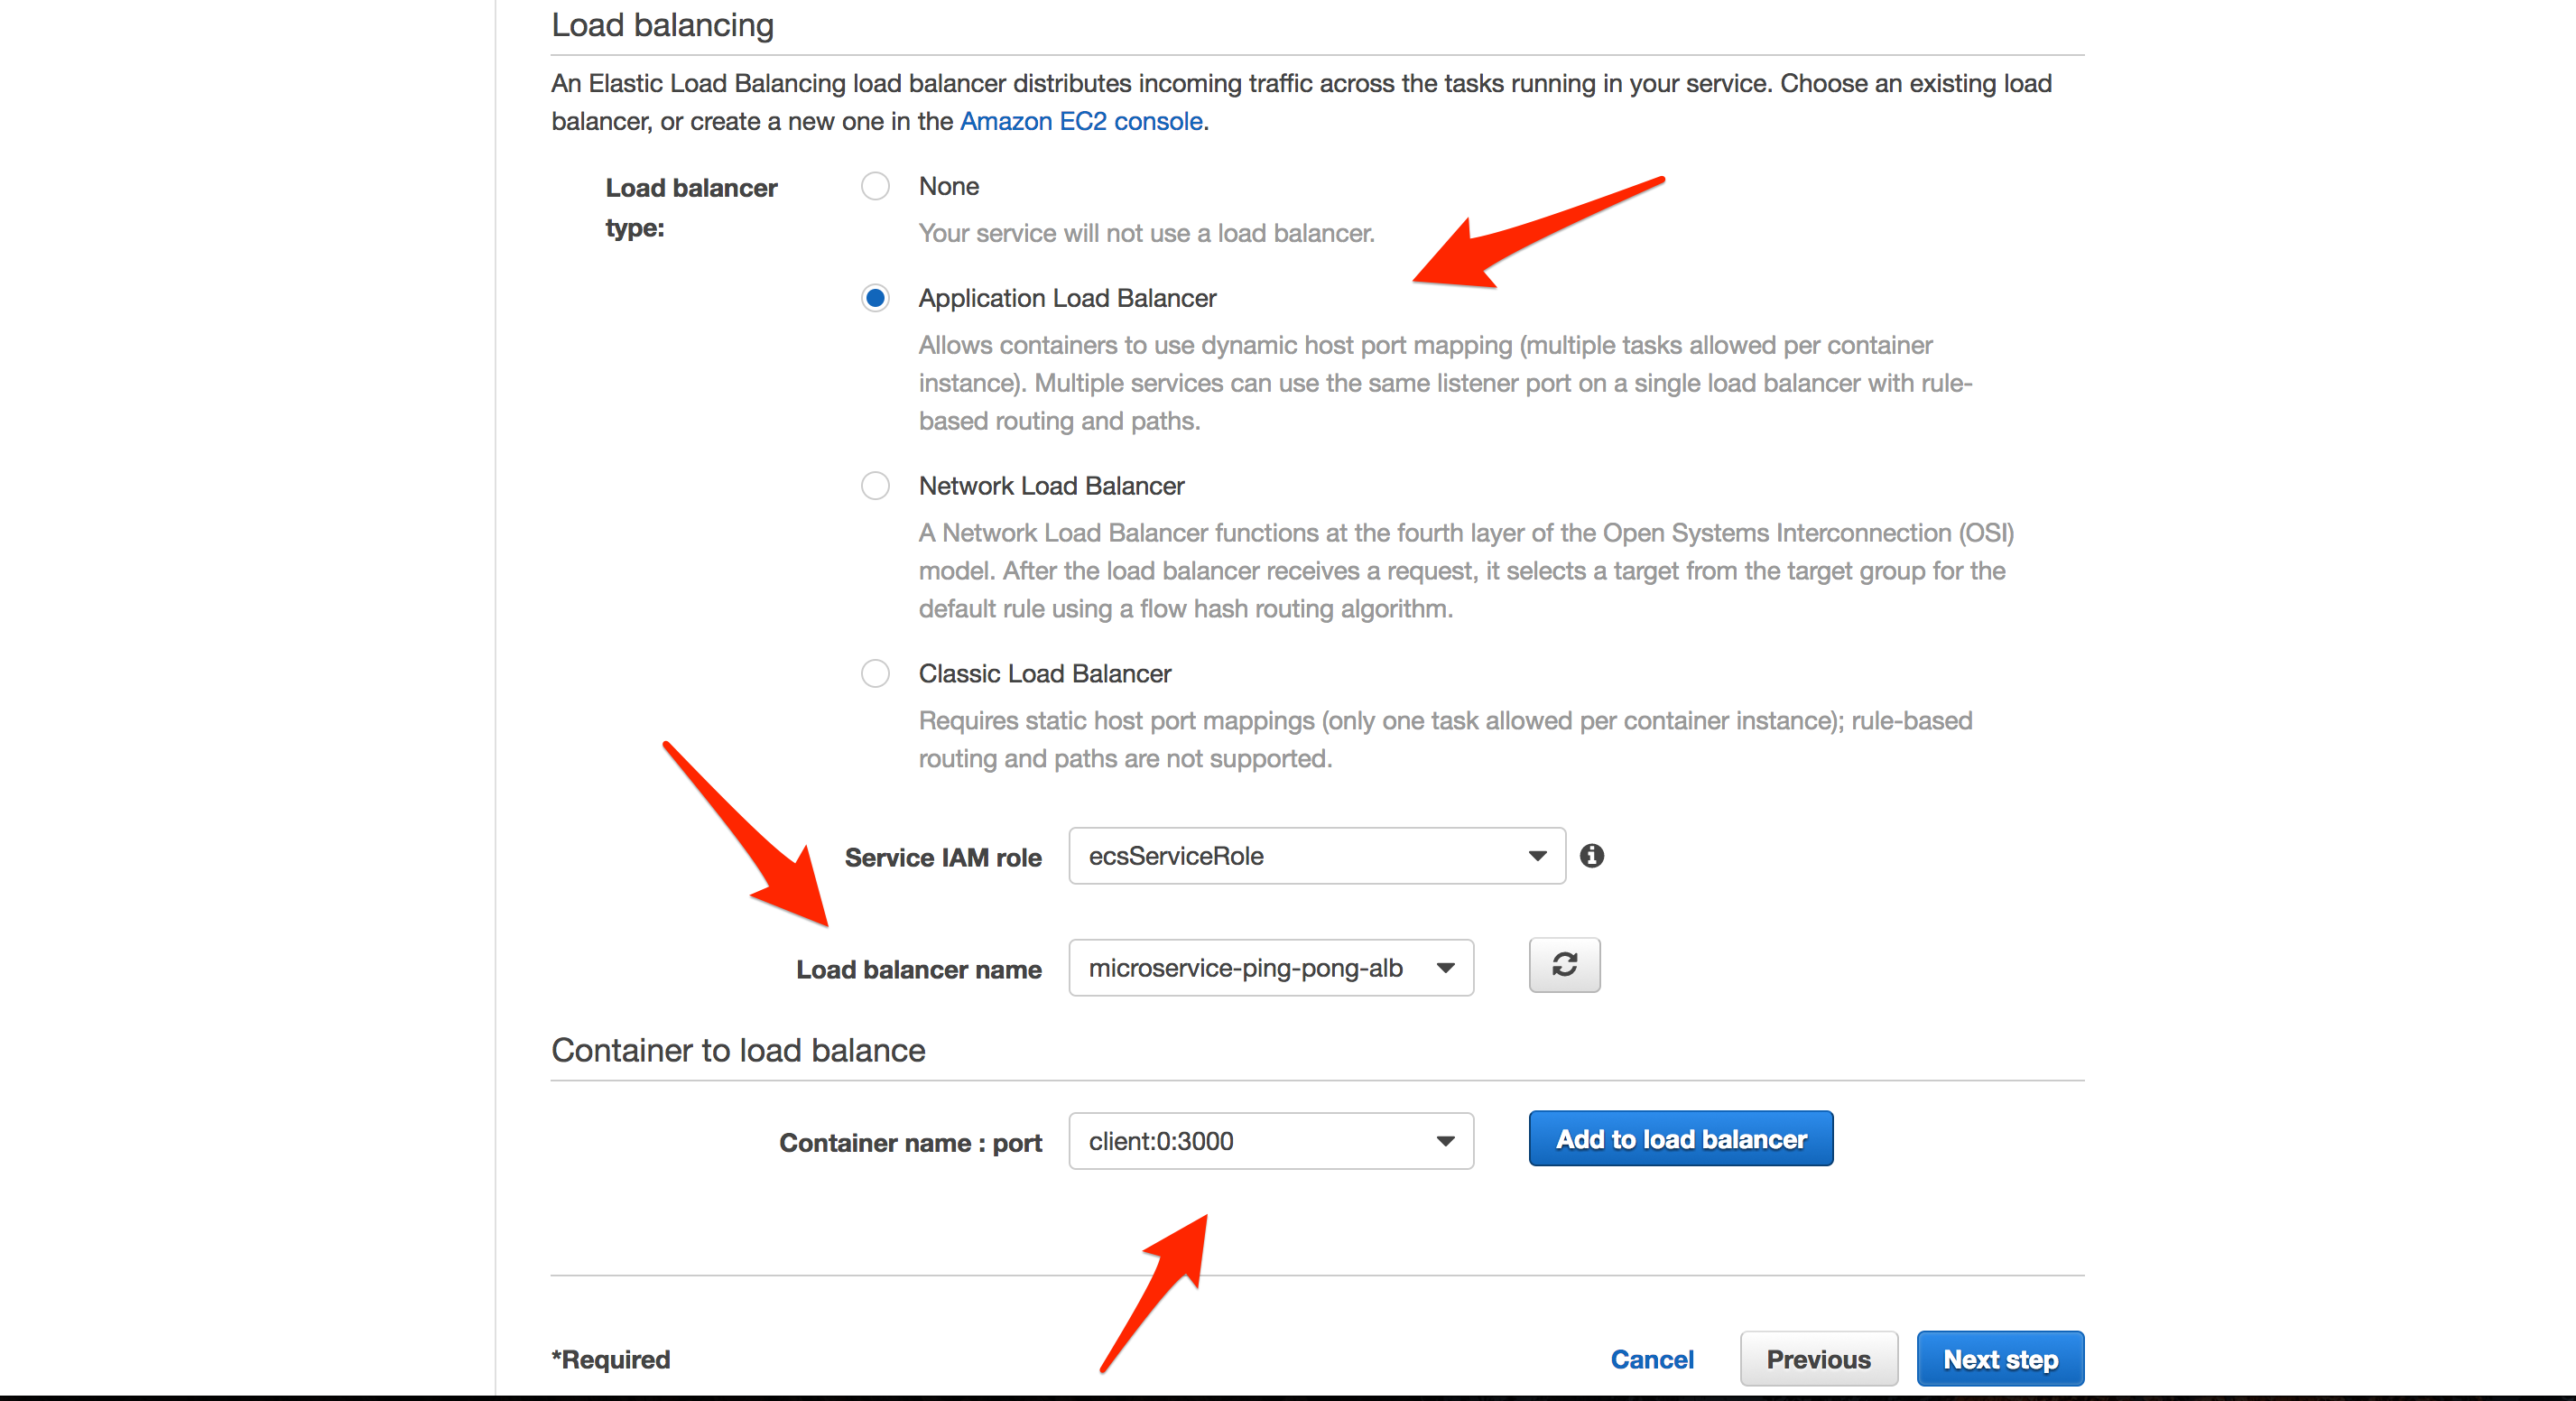 Load balancing
An Elastic Load Balancing load balancer distributes incoming traffic across the tasks running in your service. Choose an existing load
balancer, or create a new one in the Amazon EC2 console.
Load balancer
type:
None
Your service will not use a load balancer.
Application Load Balancer
Allows containers to use dynamic host port mapping (multiple tasks allowed per container
instance). Multiple services can use the same listener port on a single load balancer with rule-
based routing and paths.
Network Load Balancer
A Network Load Balancer functions at the fourth layer of the Open Systems Interconnection (OSI)
model. After the load balancer receives a request, it selects a target from the target group for the
default rule using a flow hash routing algorithm.
Classic Load Balancer
Requires static host port mappings (only one task allowed per container instance); rule-based
routing and paths are not supported.
Service IAM role ecsServiceRole
Load balancer name microservice-ping-pong-alb
Container to load balance
Container name : port client:0:3000 Add to load balancer
*Required Cancel Previous Next step